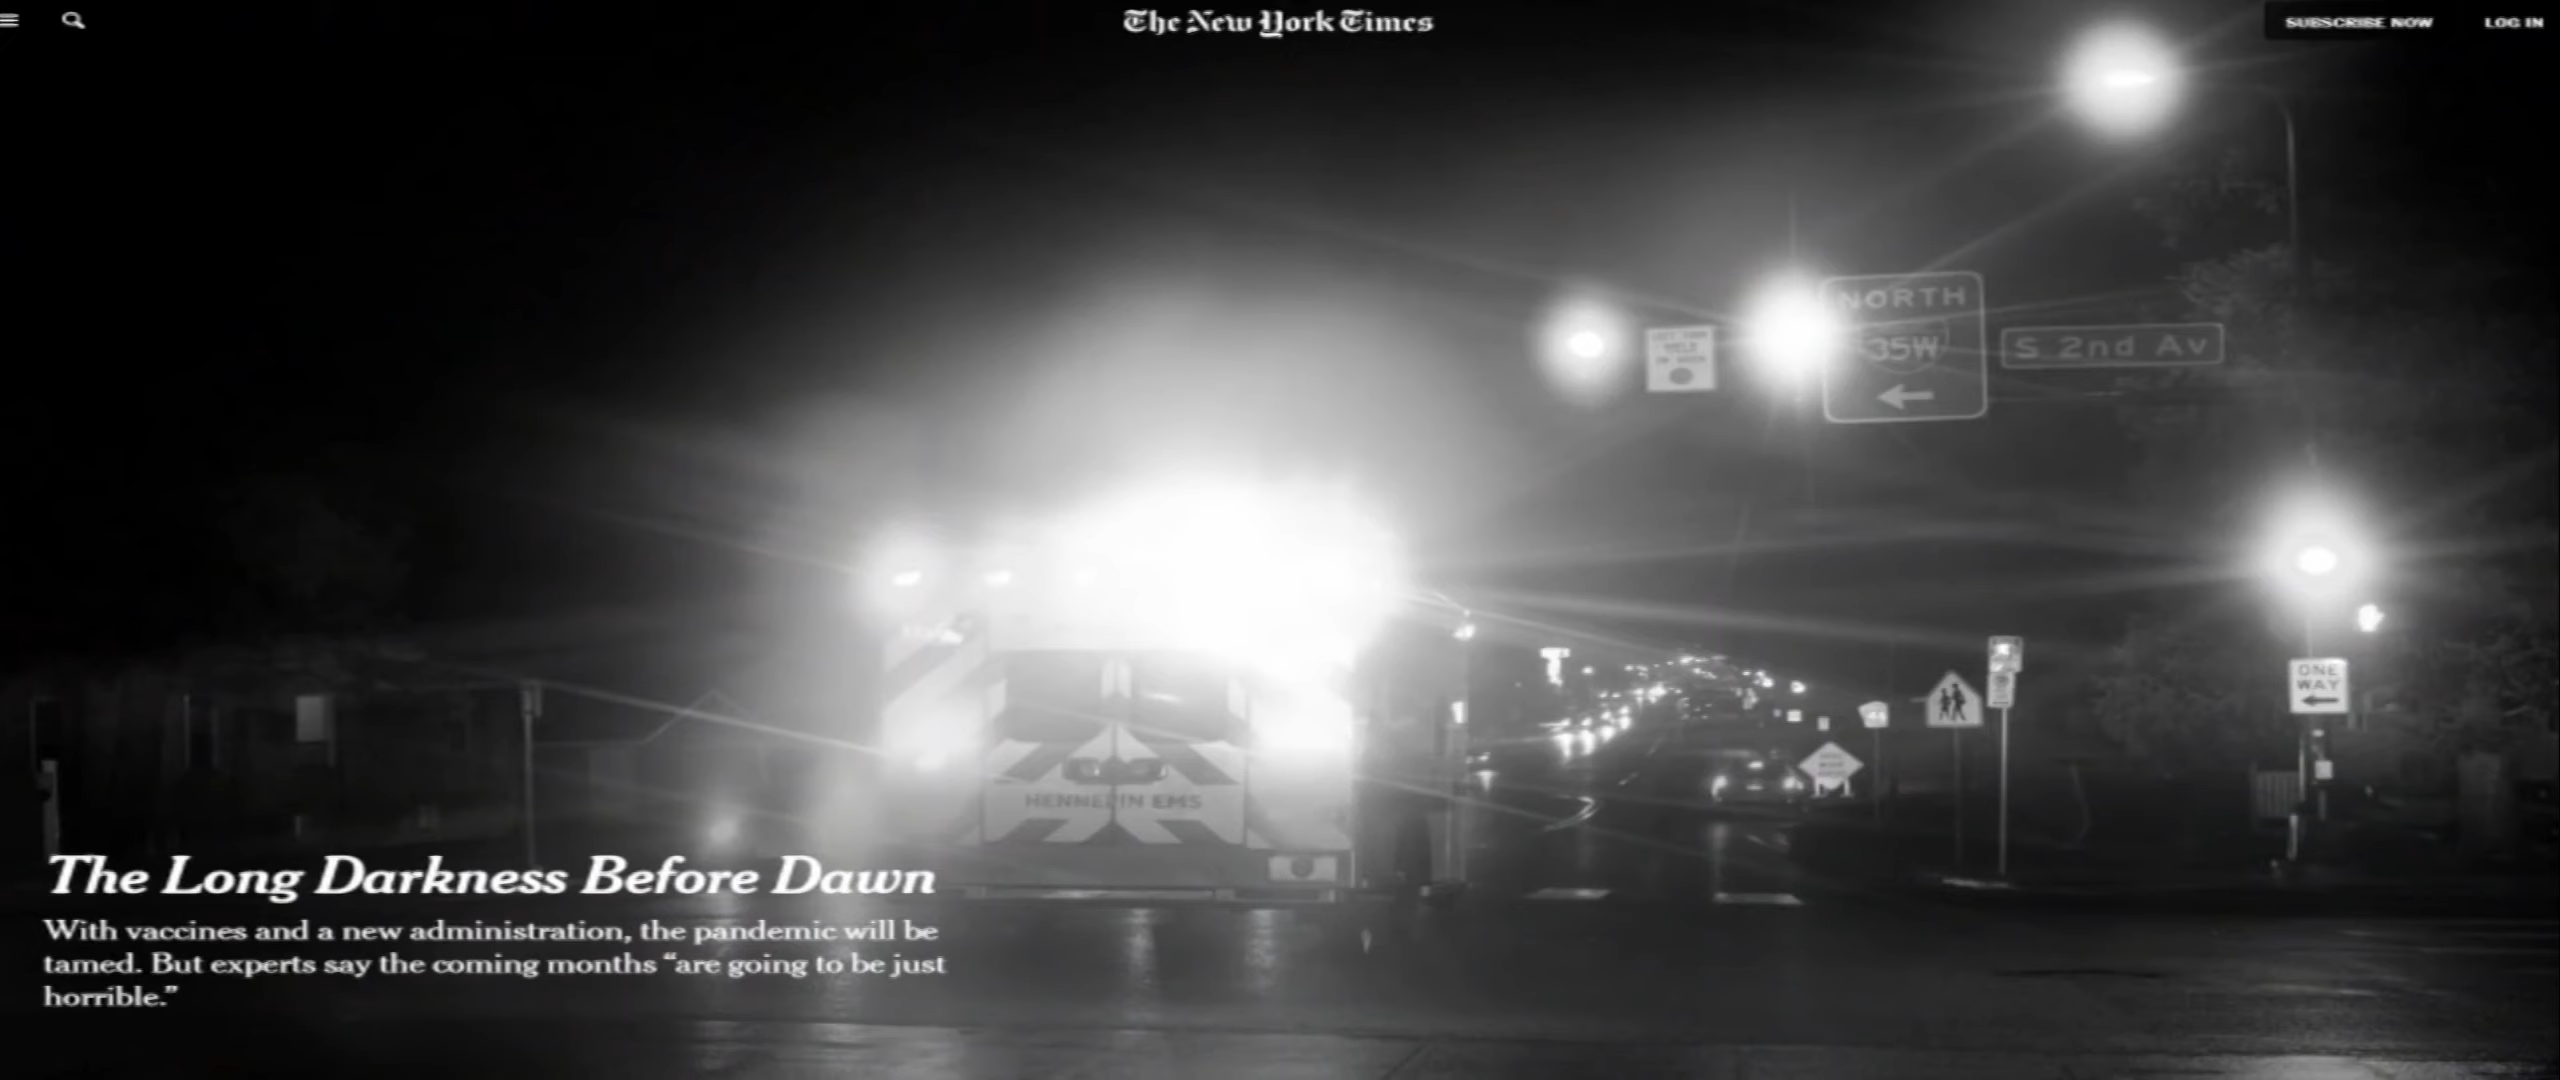 The New York Times
SUBSCRIBE NOW
LOG IN
NORTH
35W
S 2nd Av
ONE
WAY
HENNEPIN EMS
The Long Darkness Before Dawn
With vaccines and a new administration, the pandemic will be
tamed. But experts say the coming months “are going to be just
horrible.”